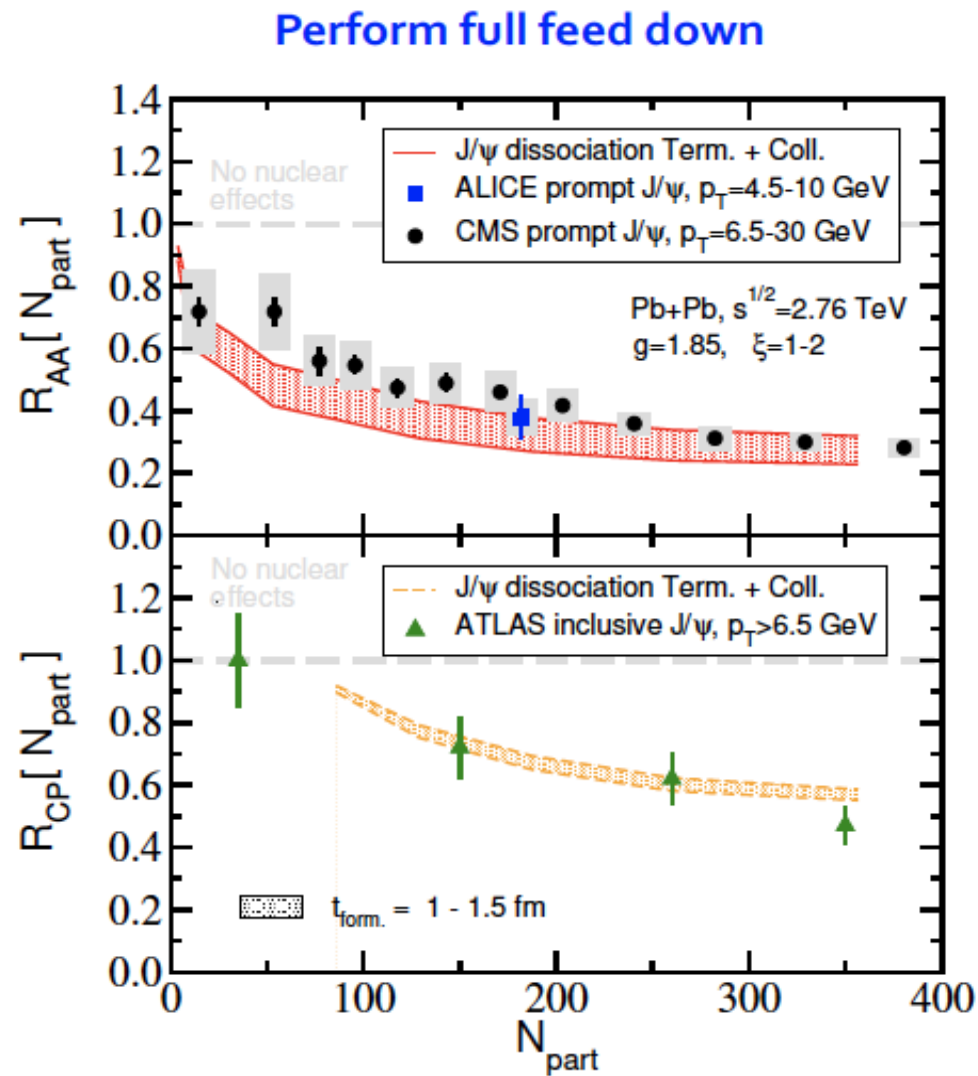 Perform full feed down
1.4
1.2
1.0
0.8
0.6
0.4
0.2
0.0
R_AA[ N_part]
No nuclear
effects
J/ψ dissociation Term. + Coll.
ALICE prompt J/ψ, p_T=4.5-10 GeV
CMS prompt J/ψ, p_T=6.5-30 GeV
Pb+Pb, s^1/2=2.76 TeV
g=1.85, ξ=1-2
1.2
1.0
0.8
0.6
0.4
0.2
0.0
R_CP[ N_part]
No nuclear
effects
J/ψ dissociation Term. + Coll.
ATLAS inclusive J/ψ, p_T>6.5 GeV
t_form. = 1 - 1.5 fm
0 100 200 300 400
N_part